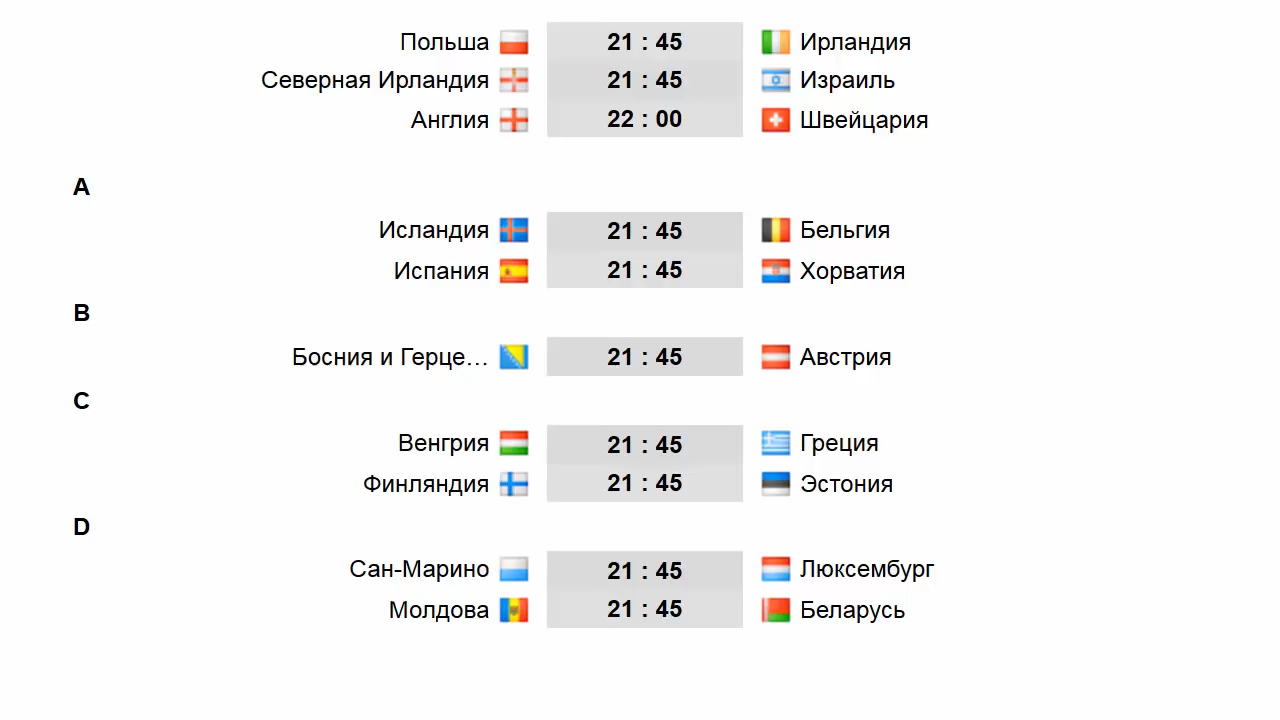 Польша 21 : 45 Ирландия
Северная Ирландия 21 : 45 Израиль
Англия 22 : 00 Швейцария
A
Исландия 21 : 45 Бельгия
Испания 21 : 45 Хорватия
B
Босния и Герце… 21 : 45 Австрия
C
Венгрия 21 : 45 Греция
Финляндия 21 : 45 Эстония
D
Сан-Марино 21 : 45 Люксембург
Молдова 21 : 45 Беларусь